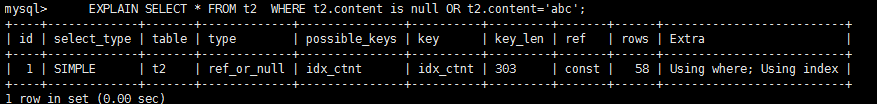 mysql>      EXPLAIN SELECT * FROM t2  WHERE t2.content is null OR t2.content='abc';
+----+-------------+-------+-------------+---------------+----------+---------+-------+------+--------------------------+
| id | select_type | table | type        | possible_keys | key      | key_len | ref   | rows | Extra                    |
+----+-------------+-------+-------------+---------------+----------+---------+-------+------+--------------------------+
|  1 | SIMPLE      | t2    | ref_or_null | idx_ctnt      | idx_ctnt | 303     | const |   58 | Using where; Using index |
+----+-------------+-------+-------------+---------------+----------+---------+-------+------+--------------------------+
1 row in set (0.00 sec)